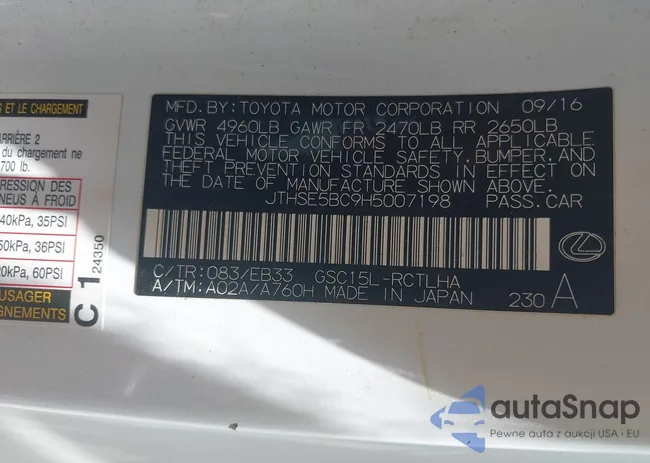 G ET LE CHARGEMENT
ARRIÈRE 2
du chargement ne
700 lb.
RESSION DES
NEUS À FROID
40kPa, 35PSI
50kPa, 36PSI
20kPa, 60PSI
USAGER
GNEMENTS
C 1 24350
MFD.BY:TOYOTA MOTOR CORPORATION 09/16
GVWR 4960LB GAWR FR 2470LB RR 2650LB
THIS VEHICLE CONFORMS TO ALL APPLICABLE
FEDERAL MOTOR VEHICLE SAFETY,BUMPER,AND
THEFT PREVENTION STANDARDS IN EFFECT ON
THE DATE OF MANUFACTURE SHOWN ABOVE.
JTHSE5BC9H5007198 PASS.CAR
C/TR:083/EB33 GSC15L-RCTLHA
A/TM:A02A/A760H MADE IN JAPAN 230 A
autaSnap
Pewne auta z aukcji USA i EU